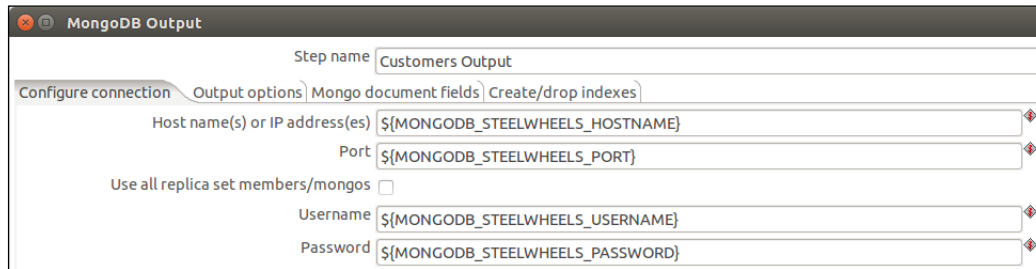 MongoDB Output
Step name Customers Output
Configure connection Output options Mongo document fields Create/drop indexes
Host name(s) or IP address(es) ${MONGODB_STEELWHEELS_HOSTNAME}
Port ${MONGODB_STEELWHEELS_PORT}
Use all replica set members/mongos
Username ${MONGODB_STEELWHEELS_USERNAME}
Password ${MONGODB_STEELWHEELS_PASSWORD}